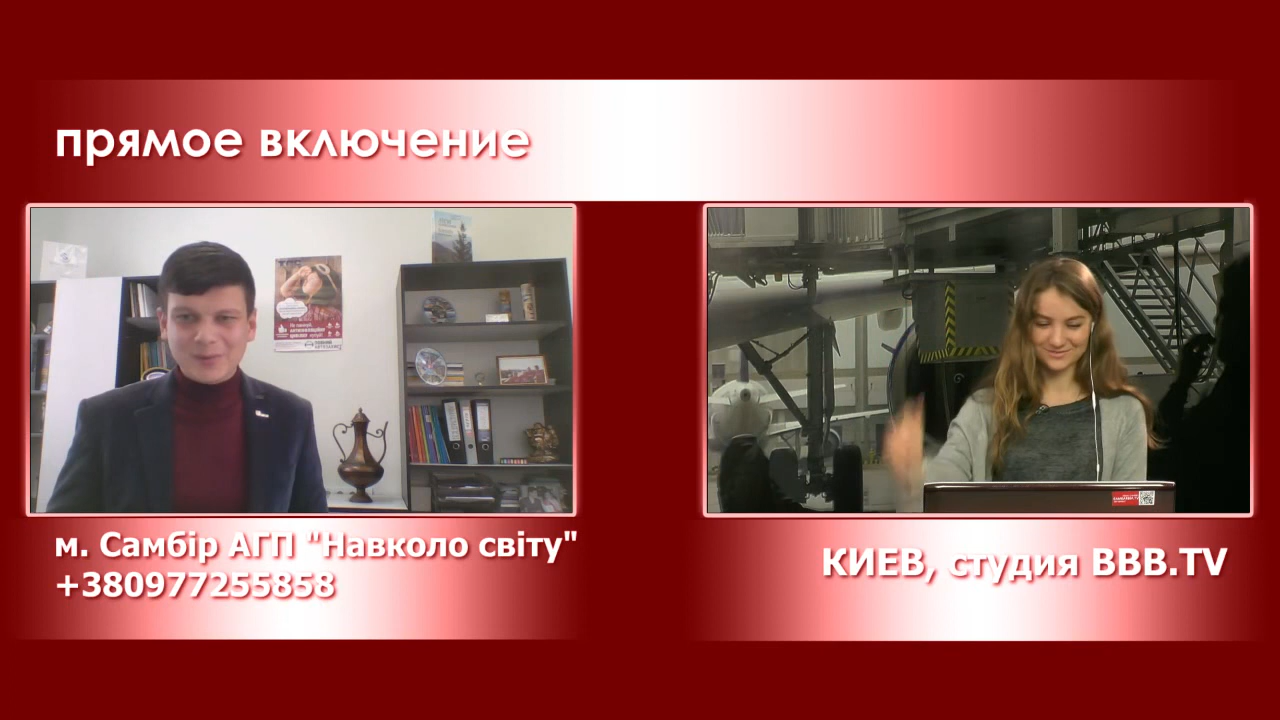 прямое включение
м. Самбір АГП "Навколо світу"
+380977255858
КИЕВ, студия BBB.TV